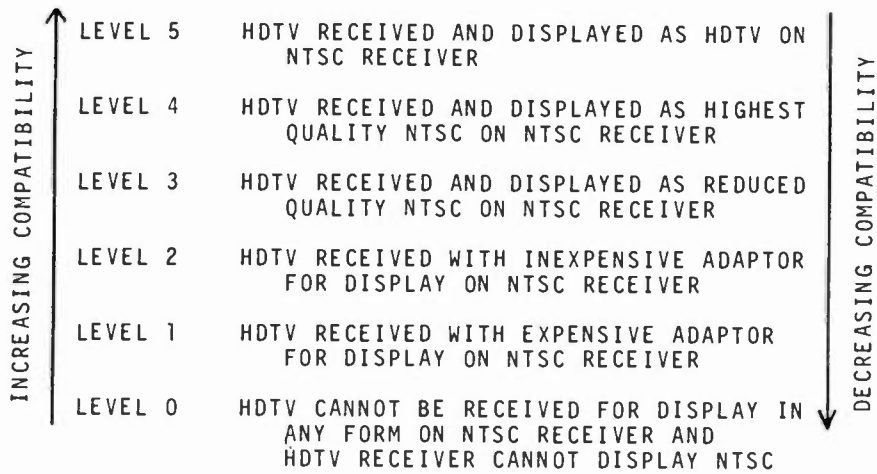 INCREASING COMPATIBILITY
LEVEL 5 HDTV RECEIVED AND DISPLAYED AS HDTV ON
NTSC RECEIVER
LEVEL 4 HDTV RECEIVED AND DISPLAYED AS HIGHEST
QUALITY NTSC ON NTSC RECEIVER
LEVEL 3 HDTV RECEIVED AND DISPLAYED AS REDUCED
QUALITY NTSC ON NTSC RECEIVER
LEVEL 2 HDTV RECEIVED WITH INEXPENSIVE ADAPTOR
FOR DISPLAY ON NTSC RECEIVER
LEVEL 1 HDTV RECEIVED WITH EXPENSIVE ADAPTOR
FOR DISPLAY ON NTSC RECEIVER
LEVEL 0 HDTV CANNOT BE RECEIVED FOR DISPLAY IN
ANY FORM ON NTSC RECEIVER AND
HDTV RECEIVER CANNOT DISPLAY NTSC
DECREASING COMPATIBILITY